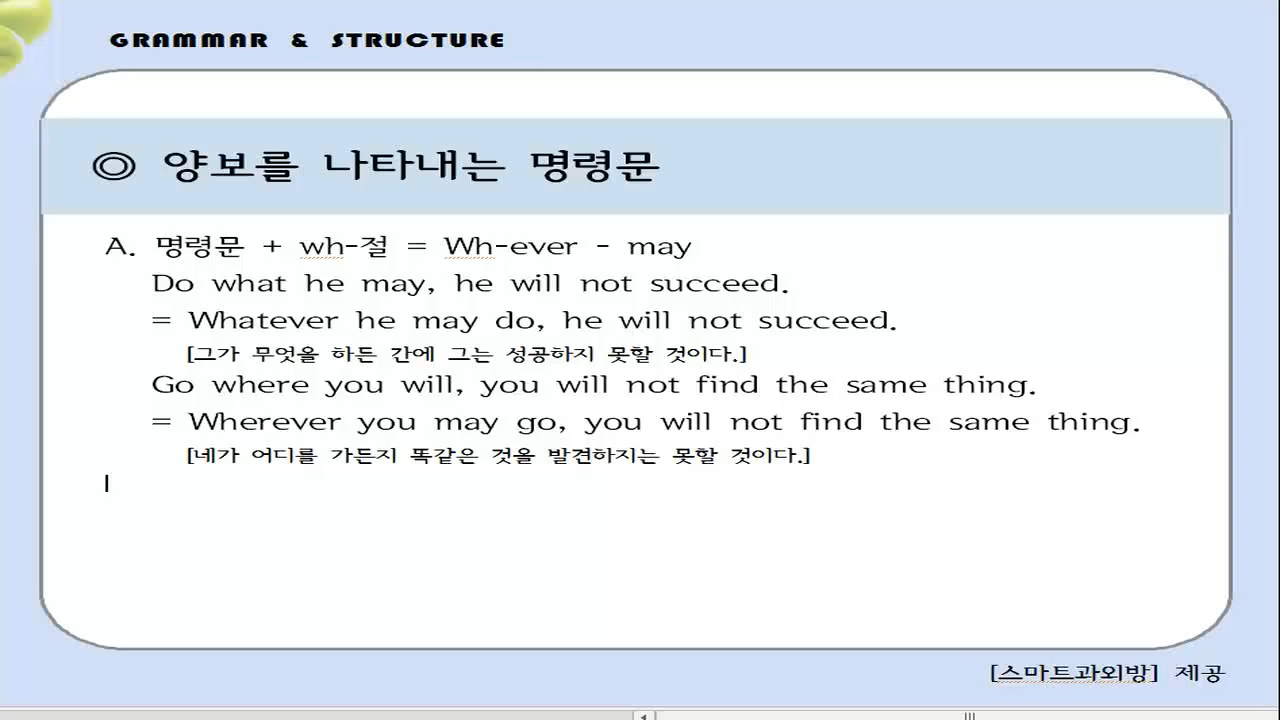 GRAMMAR & STRUCTURE
◎ 양보를 나타내는 명령문
A. 명령문 + wh-절 = Wh-ever - may
Do what he may, he will not succeed.
= Whatever he may do, he will not succeed.
[그가 무엇을 하든 간에 그는 성공하지 못할 것이다.]
Go where you will, you will not find the same thing.
= Wherever you may go, you will not find the same thing.
[네가 어디를 가든지 똑같은 것을 발견하지는 못할 것이다.]
[스마트과외방] 제공